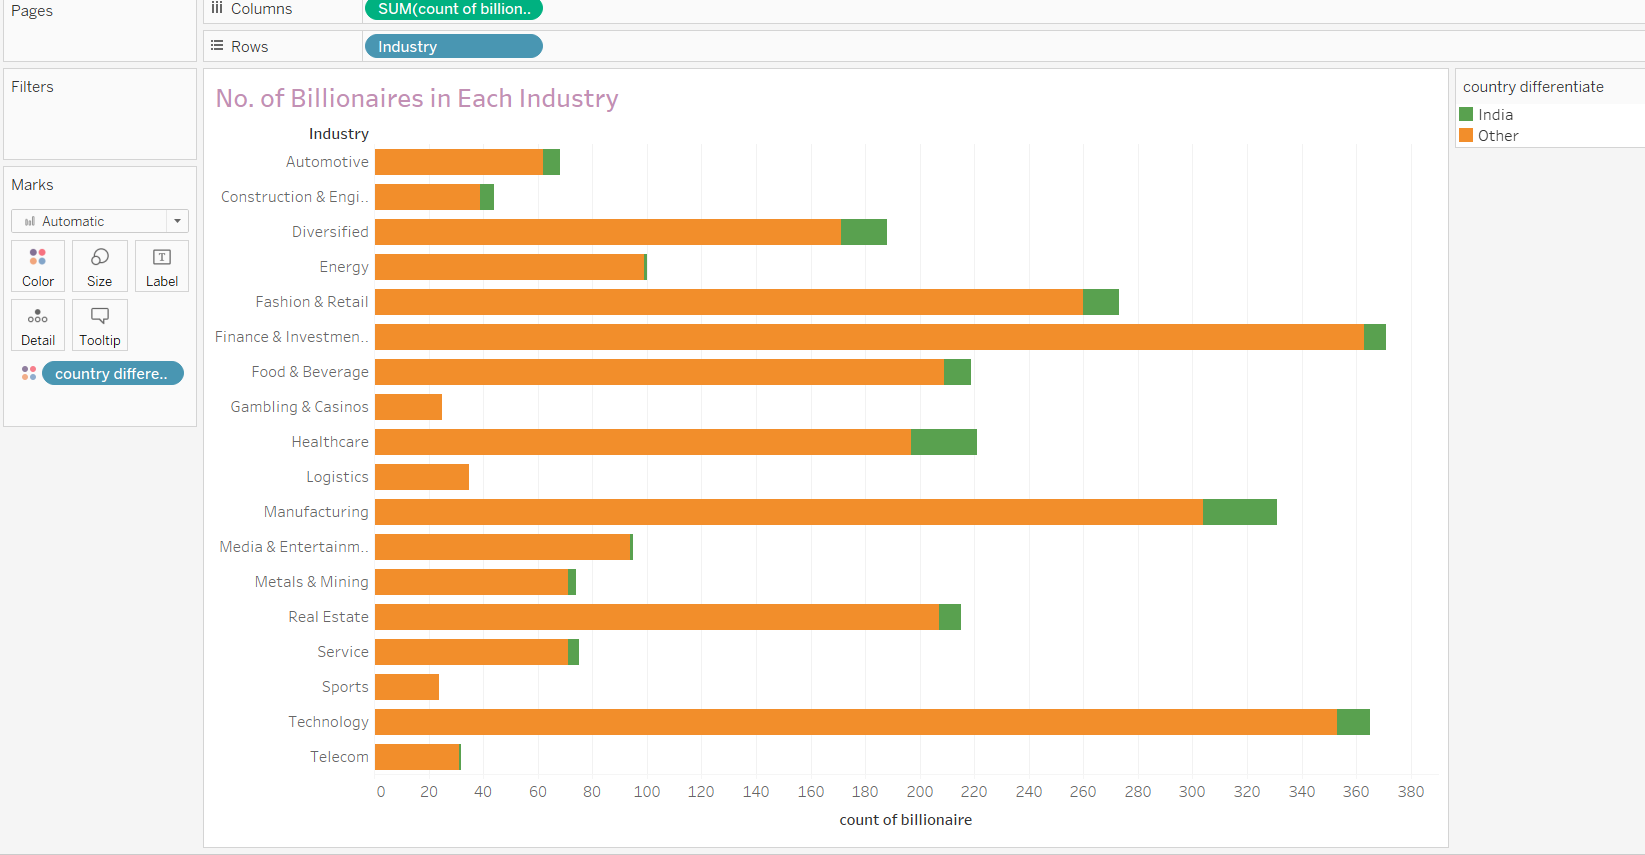 Pages
Columns
SUM(count of billion..
Rows
Industry
Filters
Marks
Automatic
Color
Size
Label
Detail
Tooltip
country differe..
No. of Billionaires in Each Industry
Industry
Automotive
Construction & Engi..
Diversified
Energy
Fashion & Retail
Finance & Investmen..
Food & Beverage
Gambling & Casinos
Healthcare
Logistics
Manufacturing
Media & Entertainm..
Metals & Mining
Real Estate
Service
Sports
Technology
Telecom
0 20 40 60 80 100 120 140 160 180 200 220 240 260 280 300 320 340 360 380
count of billionaire
country differentiate
India
Other